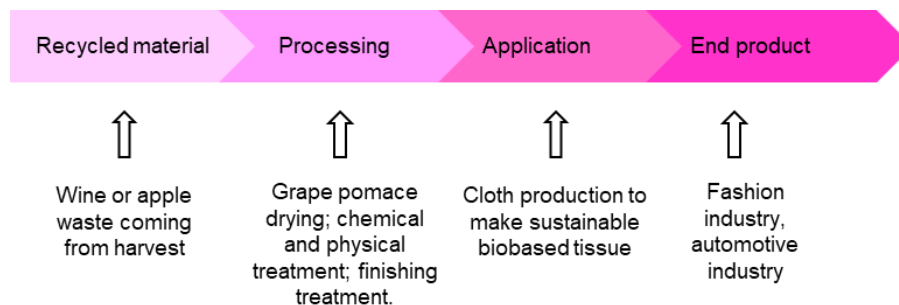 Recycled material
Processing
Application
End product
Wine or apple
waste coming
from harvest
Grape pomace
drying; chemical
and physical
treatment; finishing
treatment.
Cloth production to
make sustainable
biobased tissue
Fashion
industry,
automotive
industry